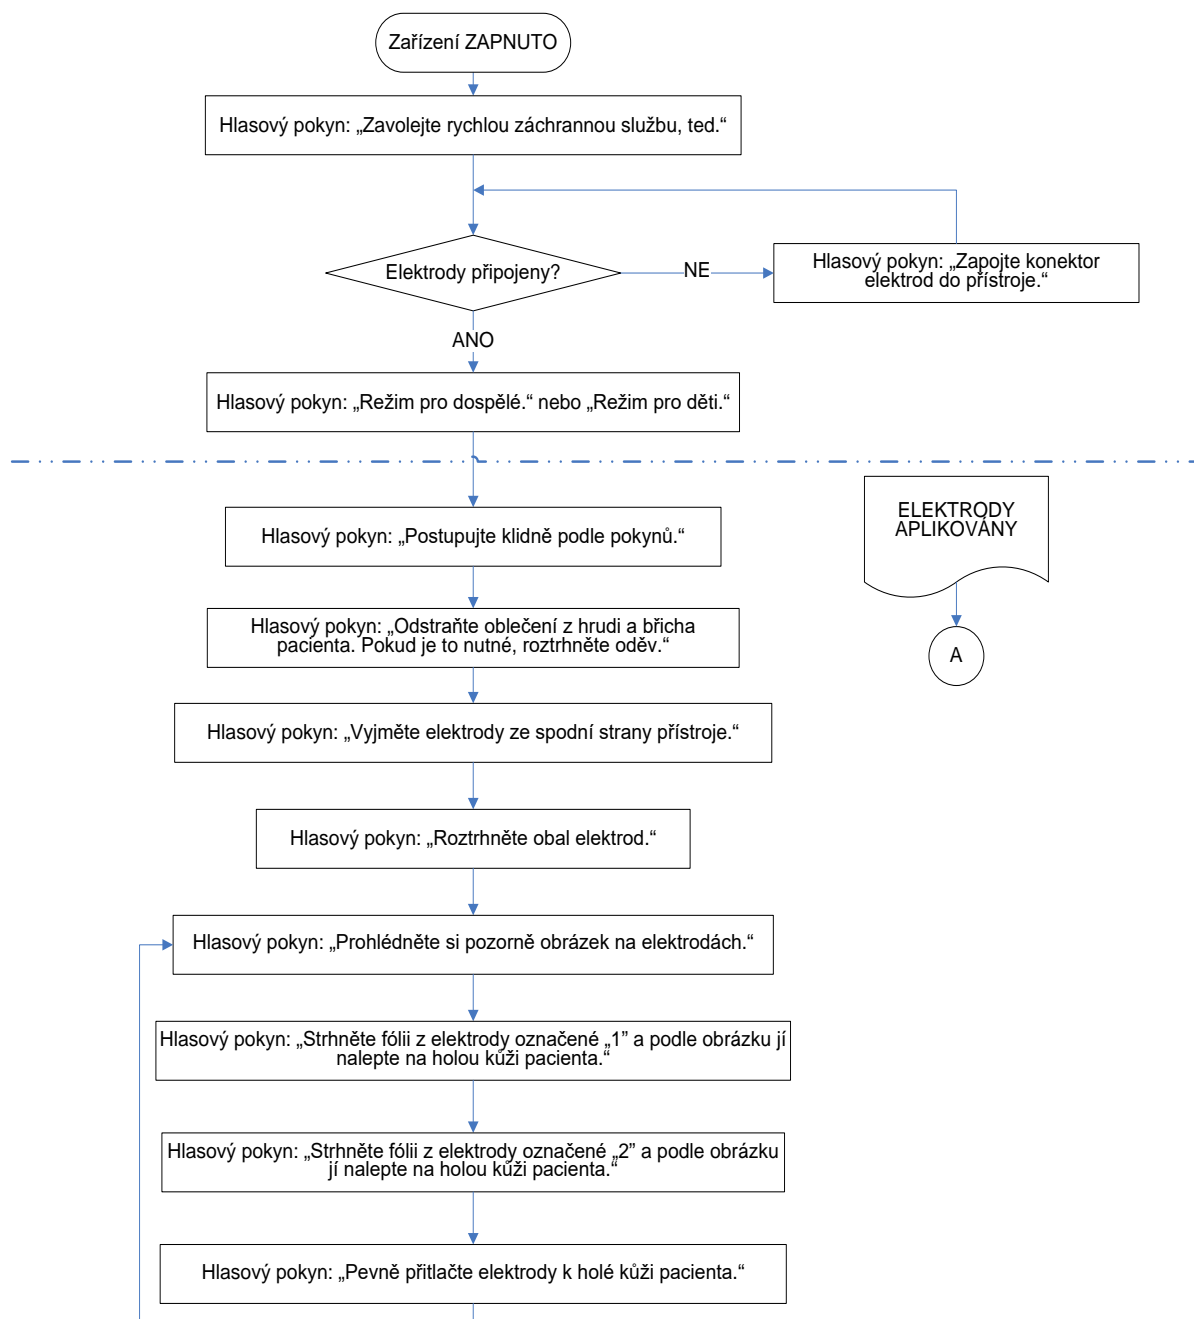 Zařízení ZAPNUTO
Hlasový pokyn: „Zavolejte rychlou záchrannou službu, ted.“
Elektrody připojeny?
NE
Hlasový pokyn: „Zapojte konektor
elektrod do přístroje.“
ANO
Hlasový pokyn: „Režim pro dospělé.“ nebo „Režim pro děti.“
ELEKTRODY
APLIKOVÁNY
A
Hlasový pokyn: „Postupujte klidně podle pokynů.“
Hlasový pokyn: „Odstraňte oblečení z hrudi a břicha
pacienta. Pokud je to nutné, roztrhněte oděv.“
Hlasový pokyn: „Vyjměte elektrody ze spodní strany přístroje.“
Hlasový pokyn: „Roztrhněte obal elektrod.“
Hlasový pokyn: „Prohlédněte si pozorně obrázek na elektrodách.“
Hlasový pokyn: „Strhněte fólii z elektrody označené „1” a podle obrázku jí
nalepte na holou kůži pacienta.“
Hlasový pokyn: „Strhněte fólii z elektrody označené „2” a podle obrázku
jí nalepte na holou kůži pacienta.“
Hlasový pokyn: „Pevně přitlačte elektrody k holé kůži pacienta.“